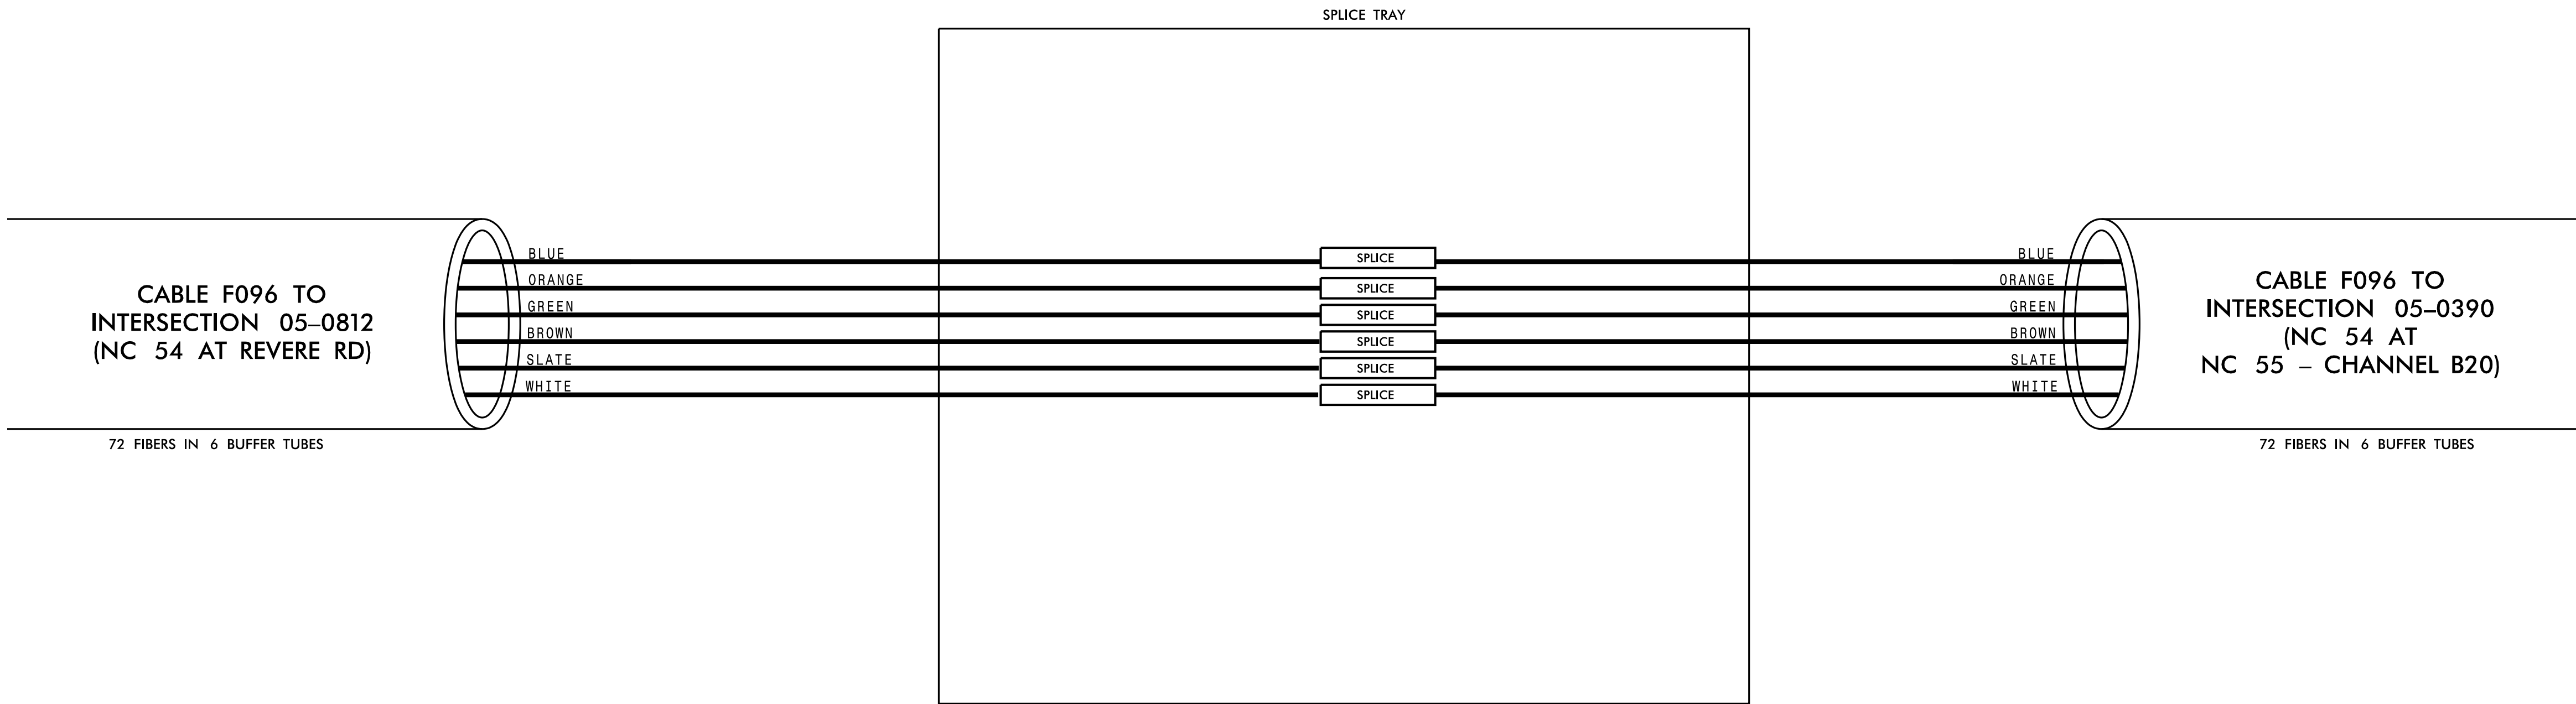 SPLICE TRAY
CABLE F096 TO
INTERSECTION 05–0812
(NC 54 AT REVERE RD)
72 FIBERS IN 6 BUFFER TUBES
BLUE
ORANGE
GREEN
BROWN
SLATE
WHITE
SPLICE
SPLICE
SPLICE
SPLICE
SPLICE
SPLICE
BLUE
ORANGE
GREEN
BROWN
SLATE
WHITE
CABLE F096 TO
INTERSECTION 05–0390
(NC 54 AT
NC 55 – CHANNEL B20)
72 FIBERS IN 6 BUFFER TUBES